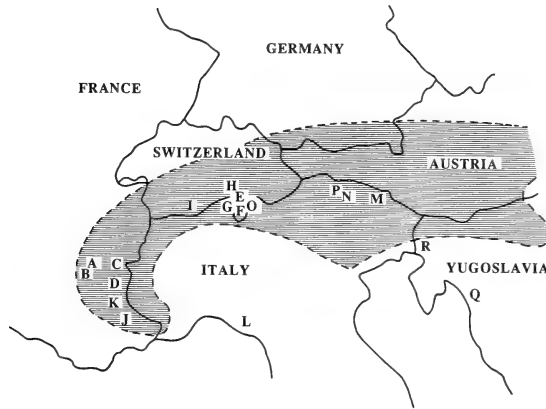 GERMANY
FRANCE
SWITZERLAND
AUSTRIA
H
E
I G F O
P N M
A C
B
D
K
J
ITALY
R
YUGOSLAVIA
L
Q